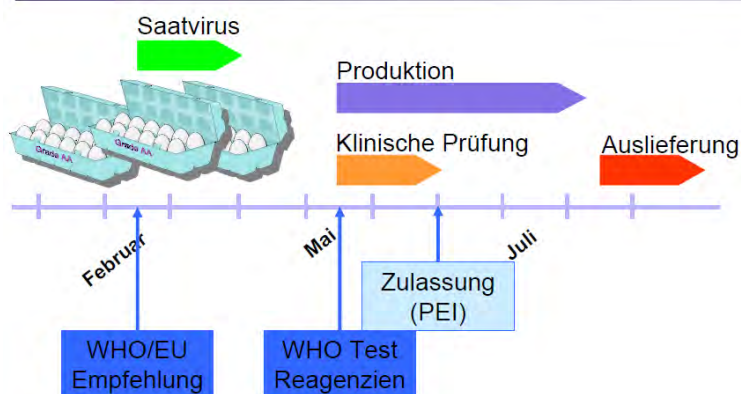 Saatvirus
Produktion
Klinische Prüfung
Auslieferung
Grade AA
Grade AA
Februar
Mai
Juli
Zulassung
(PEI)
WHO/EU
Empfehlung
WHO Test
Reagenzien